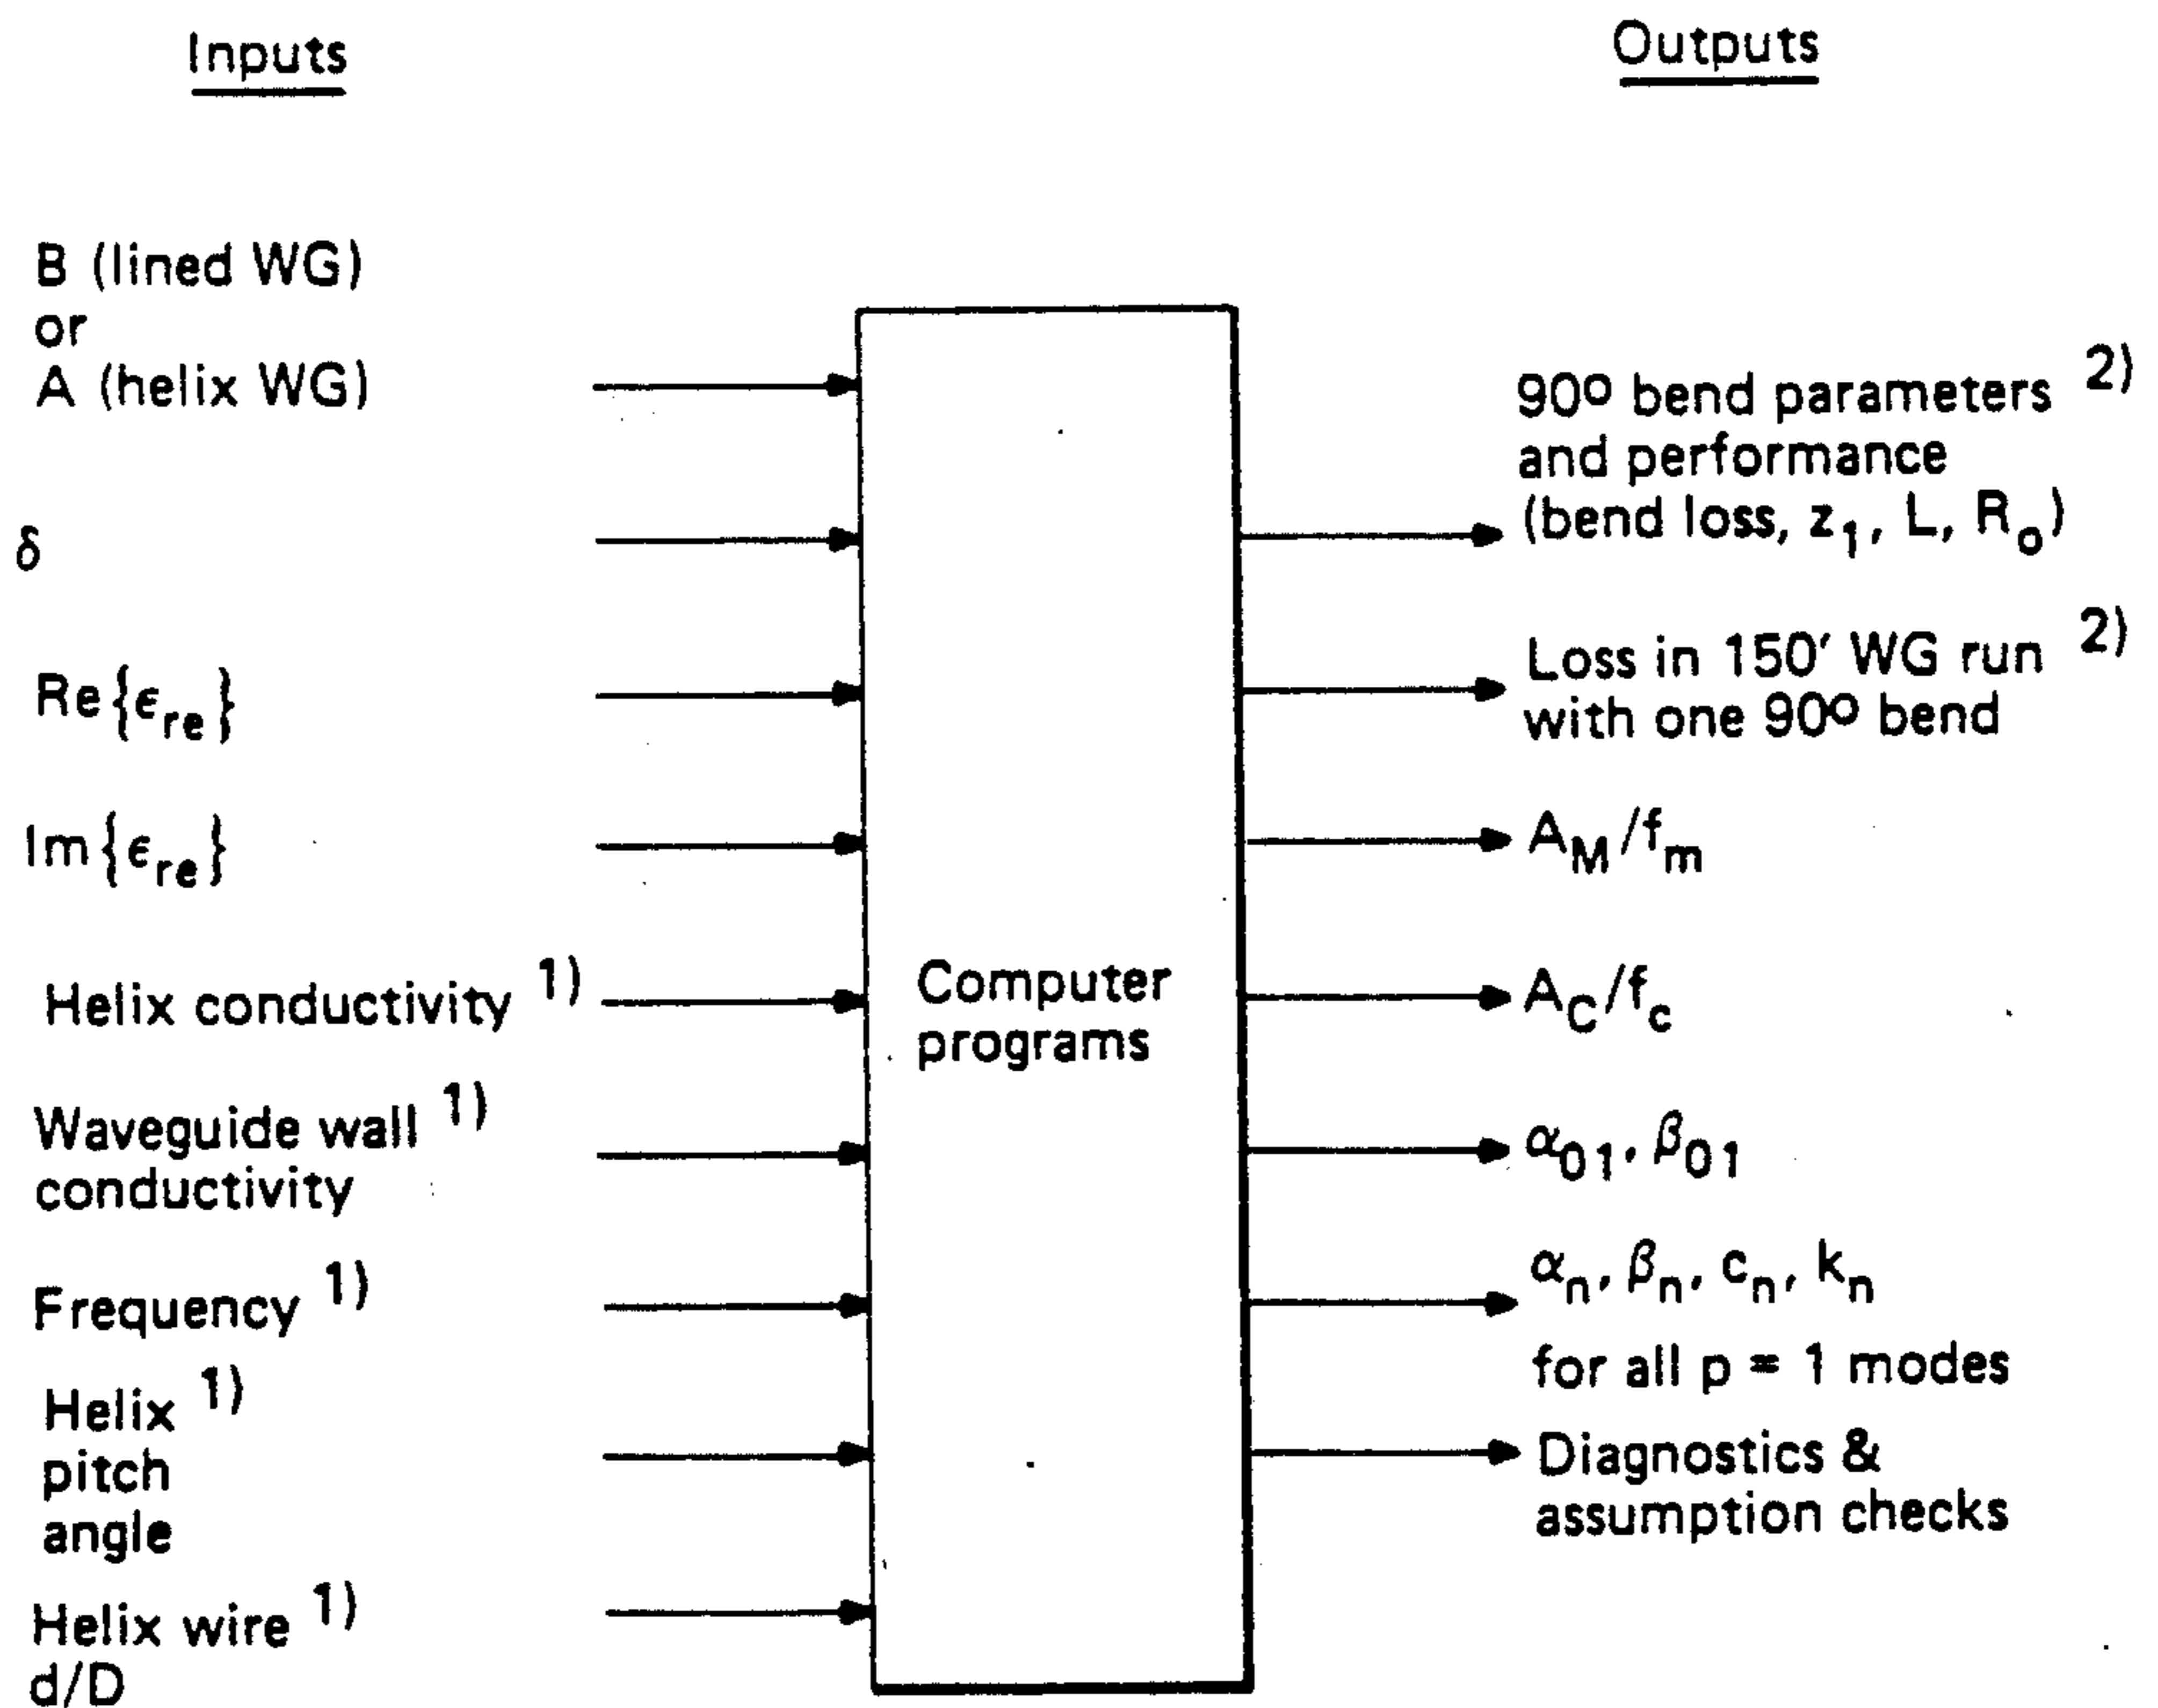 Inputs
B (lined WG)
or
A (helix WG)
δ
Re{ϵre}
Im{ϵre}
Helix conductivity 1)
Waveguide wall 1)
conductivity
Frequency 1)
Helix 1)
pitch
angle
Helix wire 1)
d/D
Computer
programs
Outputs
90° bend parameters 2)
and performance
(bend loss, z1, L, Ro)
Loss in 150′ WG run 2)
with one 90° bend
AM/fm
AC/fc
α01, β01
αn, βn, cn, kn
for all p = 1 modes
Diagnostics &
assumption checks